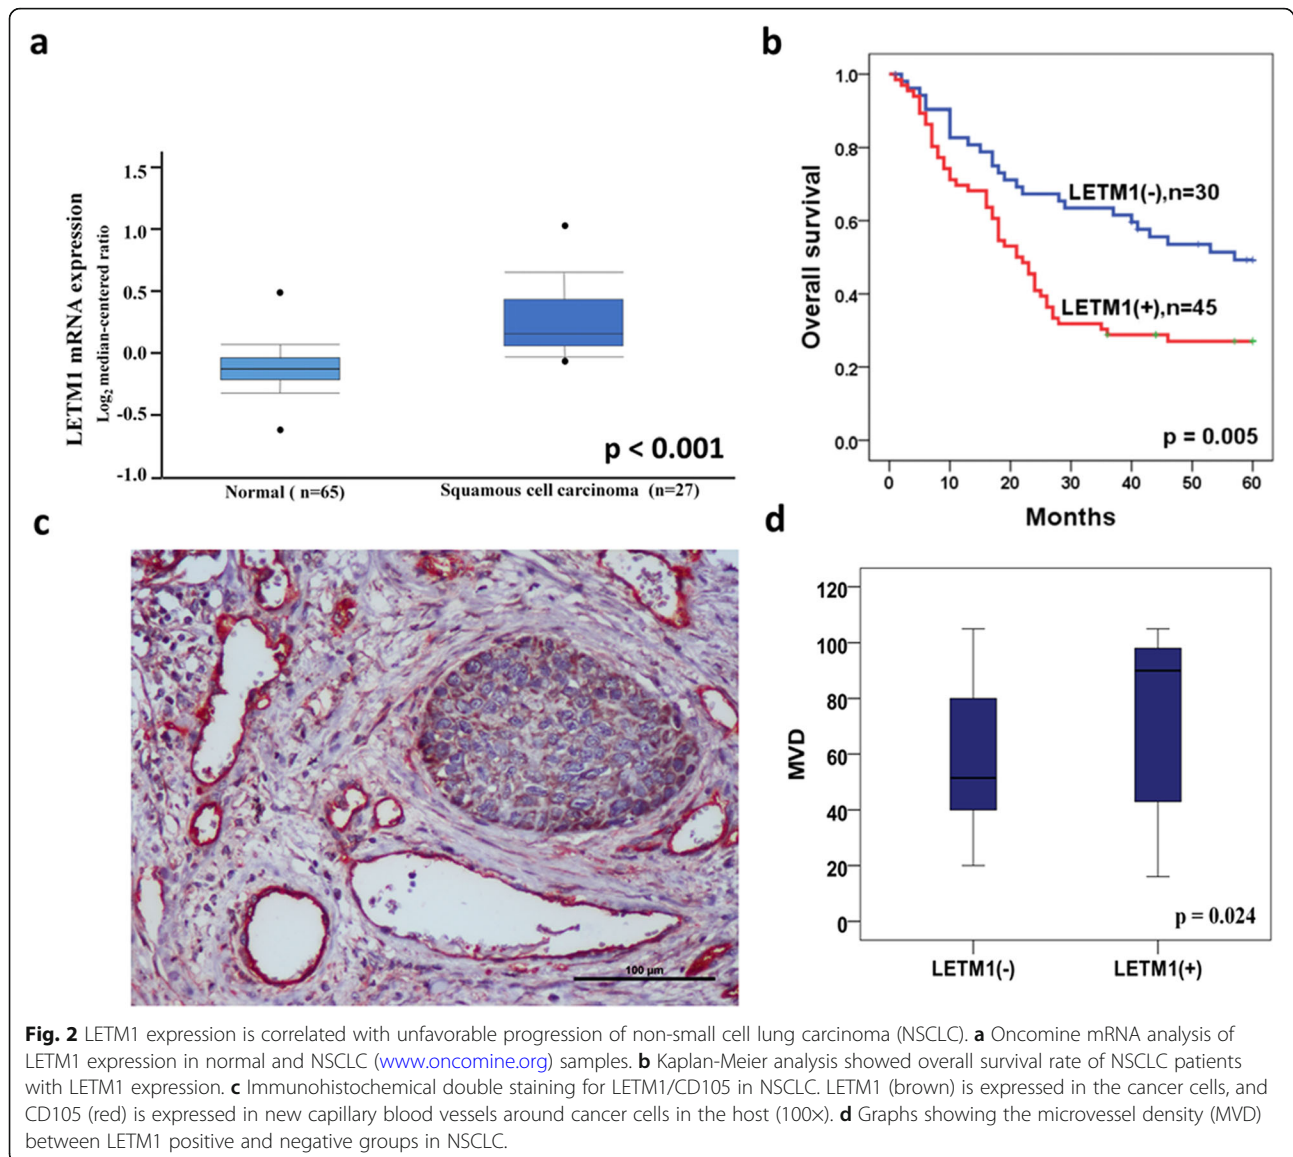 a
LETM1 mRNA expression
Log2 median-centered ratio
1.5
1.0
0.5
0.0
-0.5
-1.0
p < 0.001
Normal ( n=65)
Squamous cell carcinoma (n=27)
b
Overall survival
1.0
0.8
0.6
0.4
0.2
0.0
LETM1(-),n=30
LETM1(+),n=45
p = 0.005
0 10 20 30 40 50 60
Months
c
100 µm
d
MVD
120
100
80
60
40
20
0
p = 0.024
LETM1(-) LETM1(+)
Fig. 2 LETM1 expression is correlated with unfavorable progression of non-small cell lung carcinoma (NSCLC). a Oncomine mRNA analysis of
LETM1 expression in normal and NSCLC (www.oncomine.org) samples. b Kaplan-Meier analysis showed overall survival rate of NSCLC patients
with LETM1 expression. c Immunohistochemical double staining for LETM1/CD105 in NSCLC. LETM1 (brown) is expressed in the cancer cells, and
CD105 (red) is expressed in new capillary blood vessels around cancer cells in the host (100×). d Graphs showing the microvessel density (MVD)
between LETM1 positive and negative groups in NSCLC.